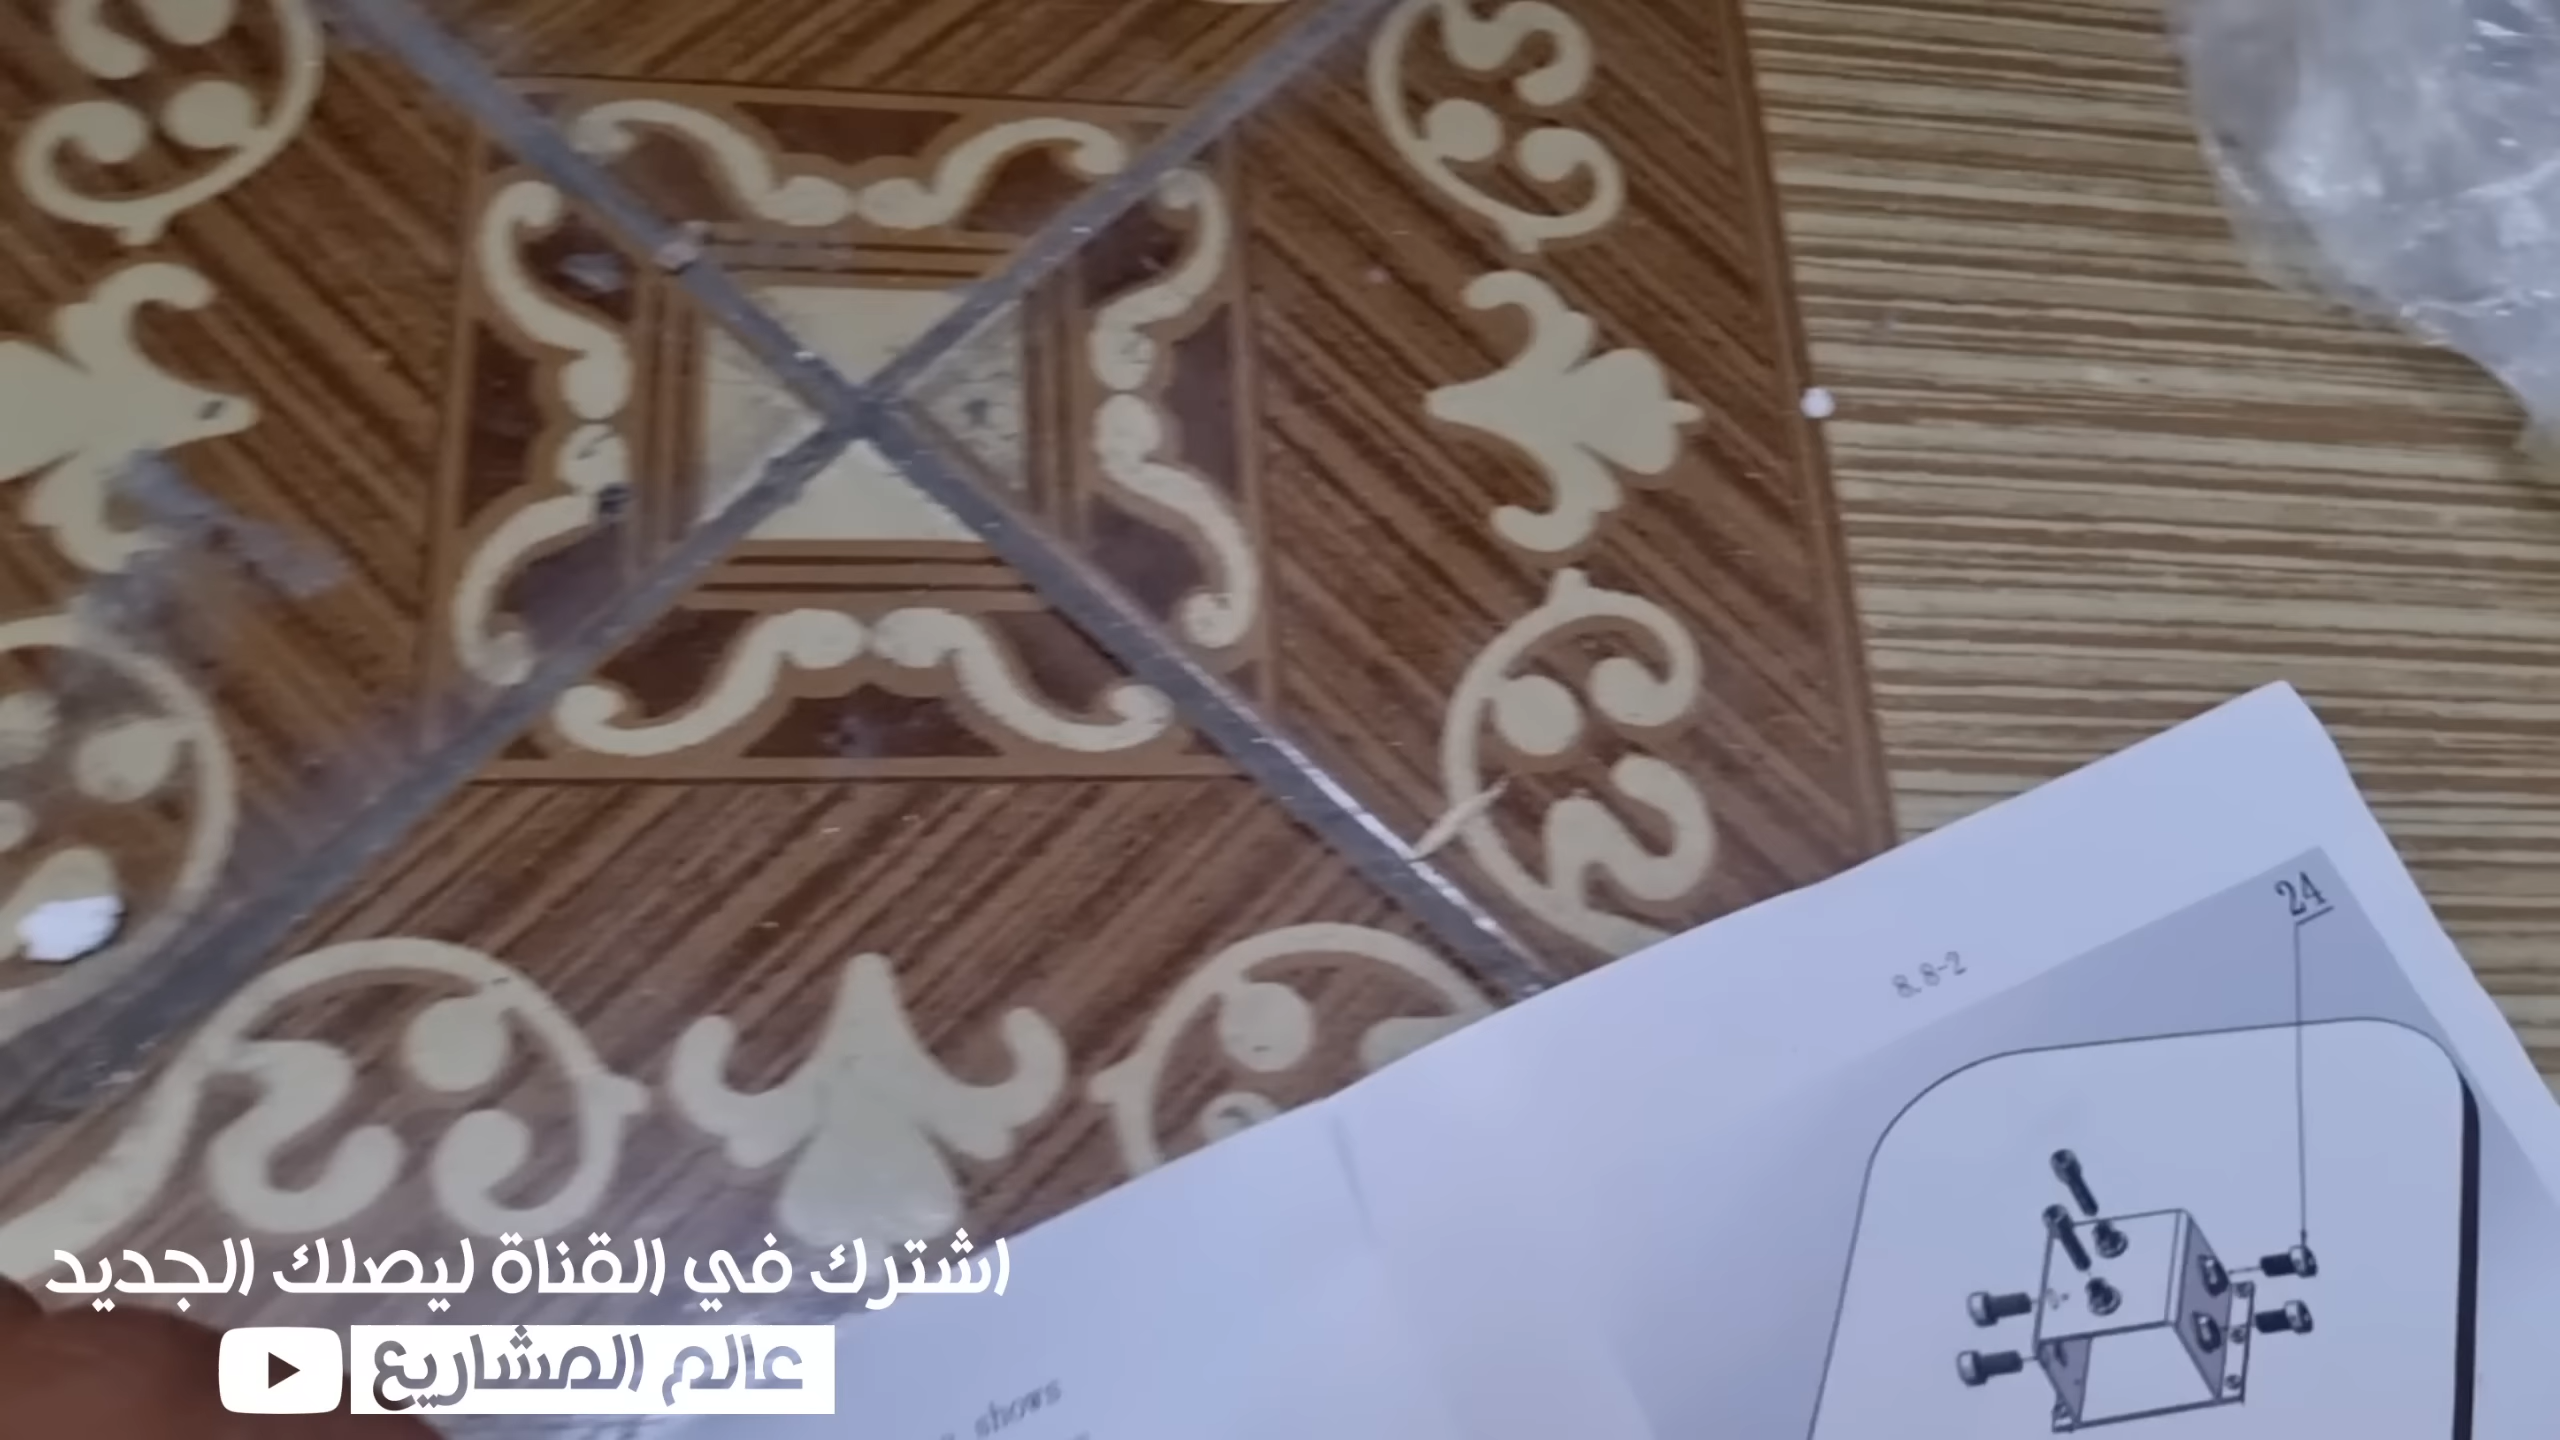 24
8.8-2
shows
اشترك في القناة ليصلك الجديد
عالم المشاريع